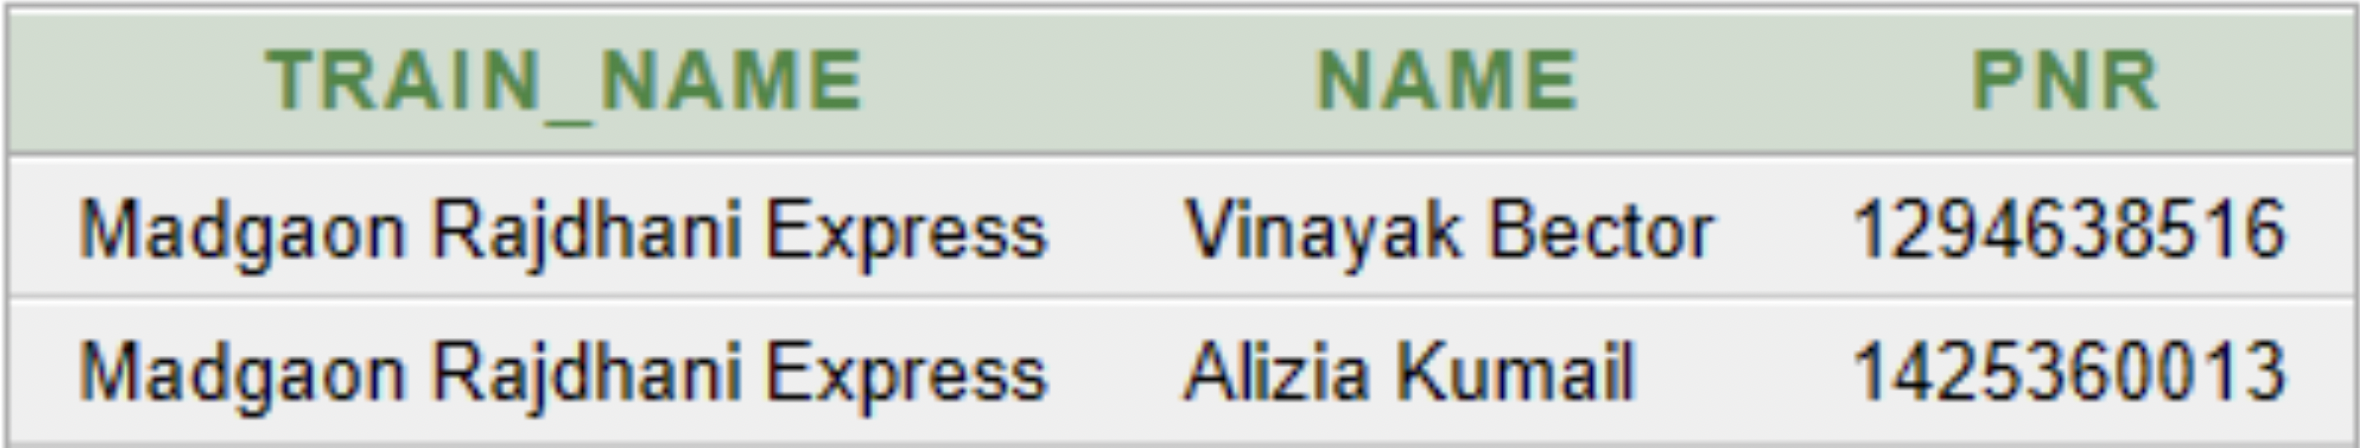 TRAIN_NAME NAME PNR
Madgaon Rajdhani Express Vinayak Bector 1294638516
Madgaon Rajdhani Express Alizia Kumail 1425360013